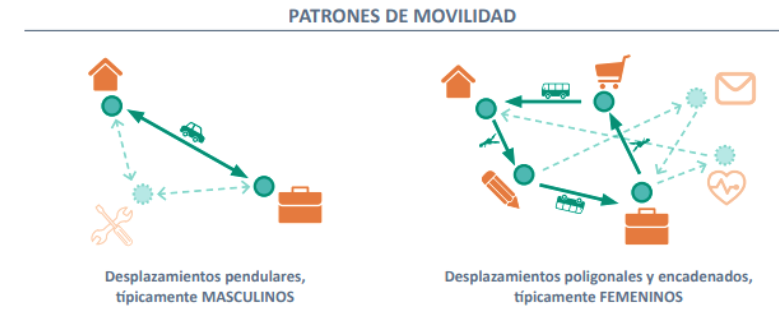 PATRONES DE MOVILIDAD
Desplazamientos pendulares,
típicamente MASCULINOS
Desplazamientos poligonales y encadenados,
típicamente FEMENINOS